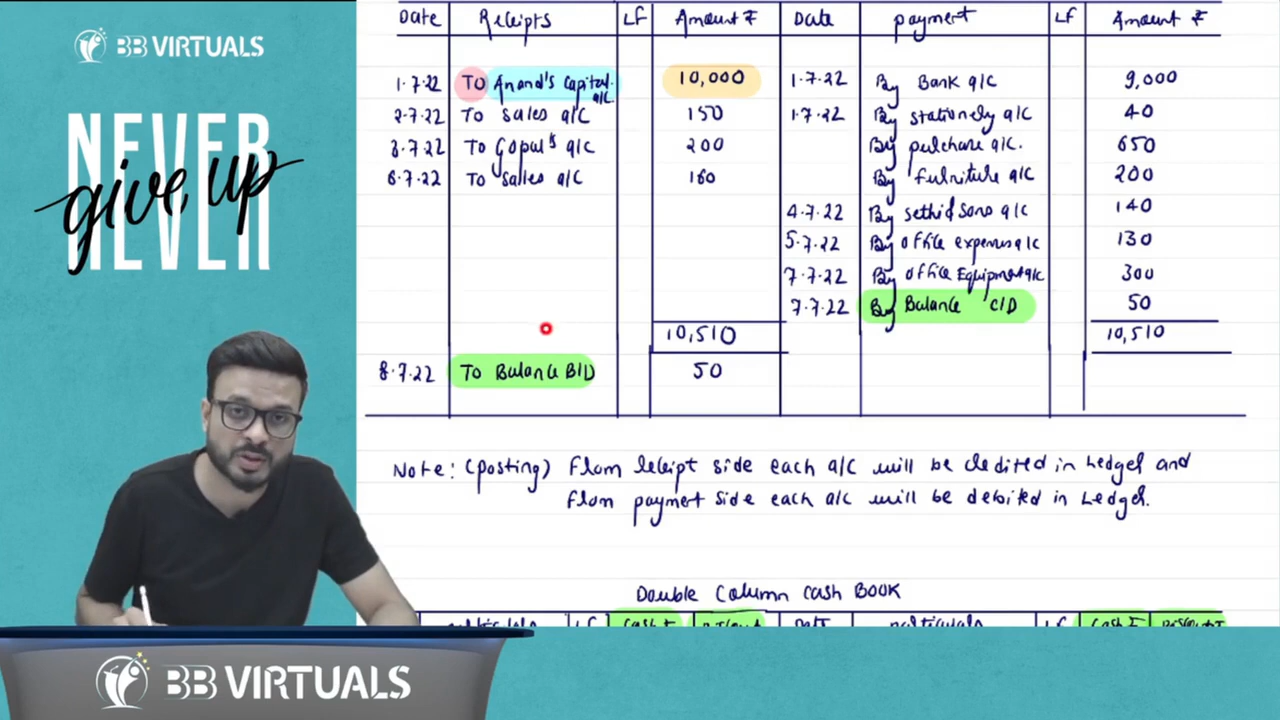 BB VIRTUALS
NEVER
give up
NEVER
Date Receipts LF Amount ₹ Date payment LF Amount ₹
1.7.22 To Anand's Capital a/c. 10,000 1.7.22 By Bank a/c 9,000
2.7.22 To Sales a/c 150 1.7.22 By stationery a/c 40
3.7.22 To Gopal's a/c 200 By purchase a/c. 650
6.7.22 To sales a/c 160 By furniture a/c 200
4.7.22 By sethi & sons a/c 140
5.7.22 By office expenses a/c 130
7.7.22 By office Equipment a/c 300
7.7.22 By Balance C/D 50
10,510 10,510
8.7.22 To Balance B/D 50
Note: (posting) From receipt side each a/c will be credited in Ledger and
from payment side each a/c will be debited in Ledger.
Double Column Cash BOOK
LF Cash ₹ LF Cash ₹
BB VIRTUALS